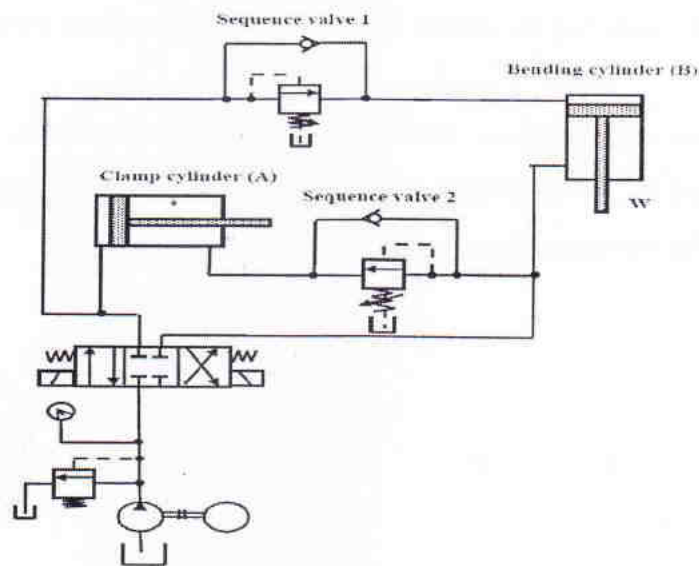 Sequence valve 1
Bending cylinder (B)
Clamp cylinder (A)
Sequence valve 2
W